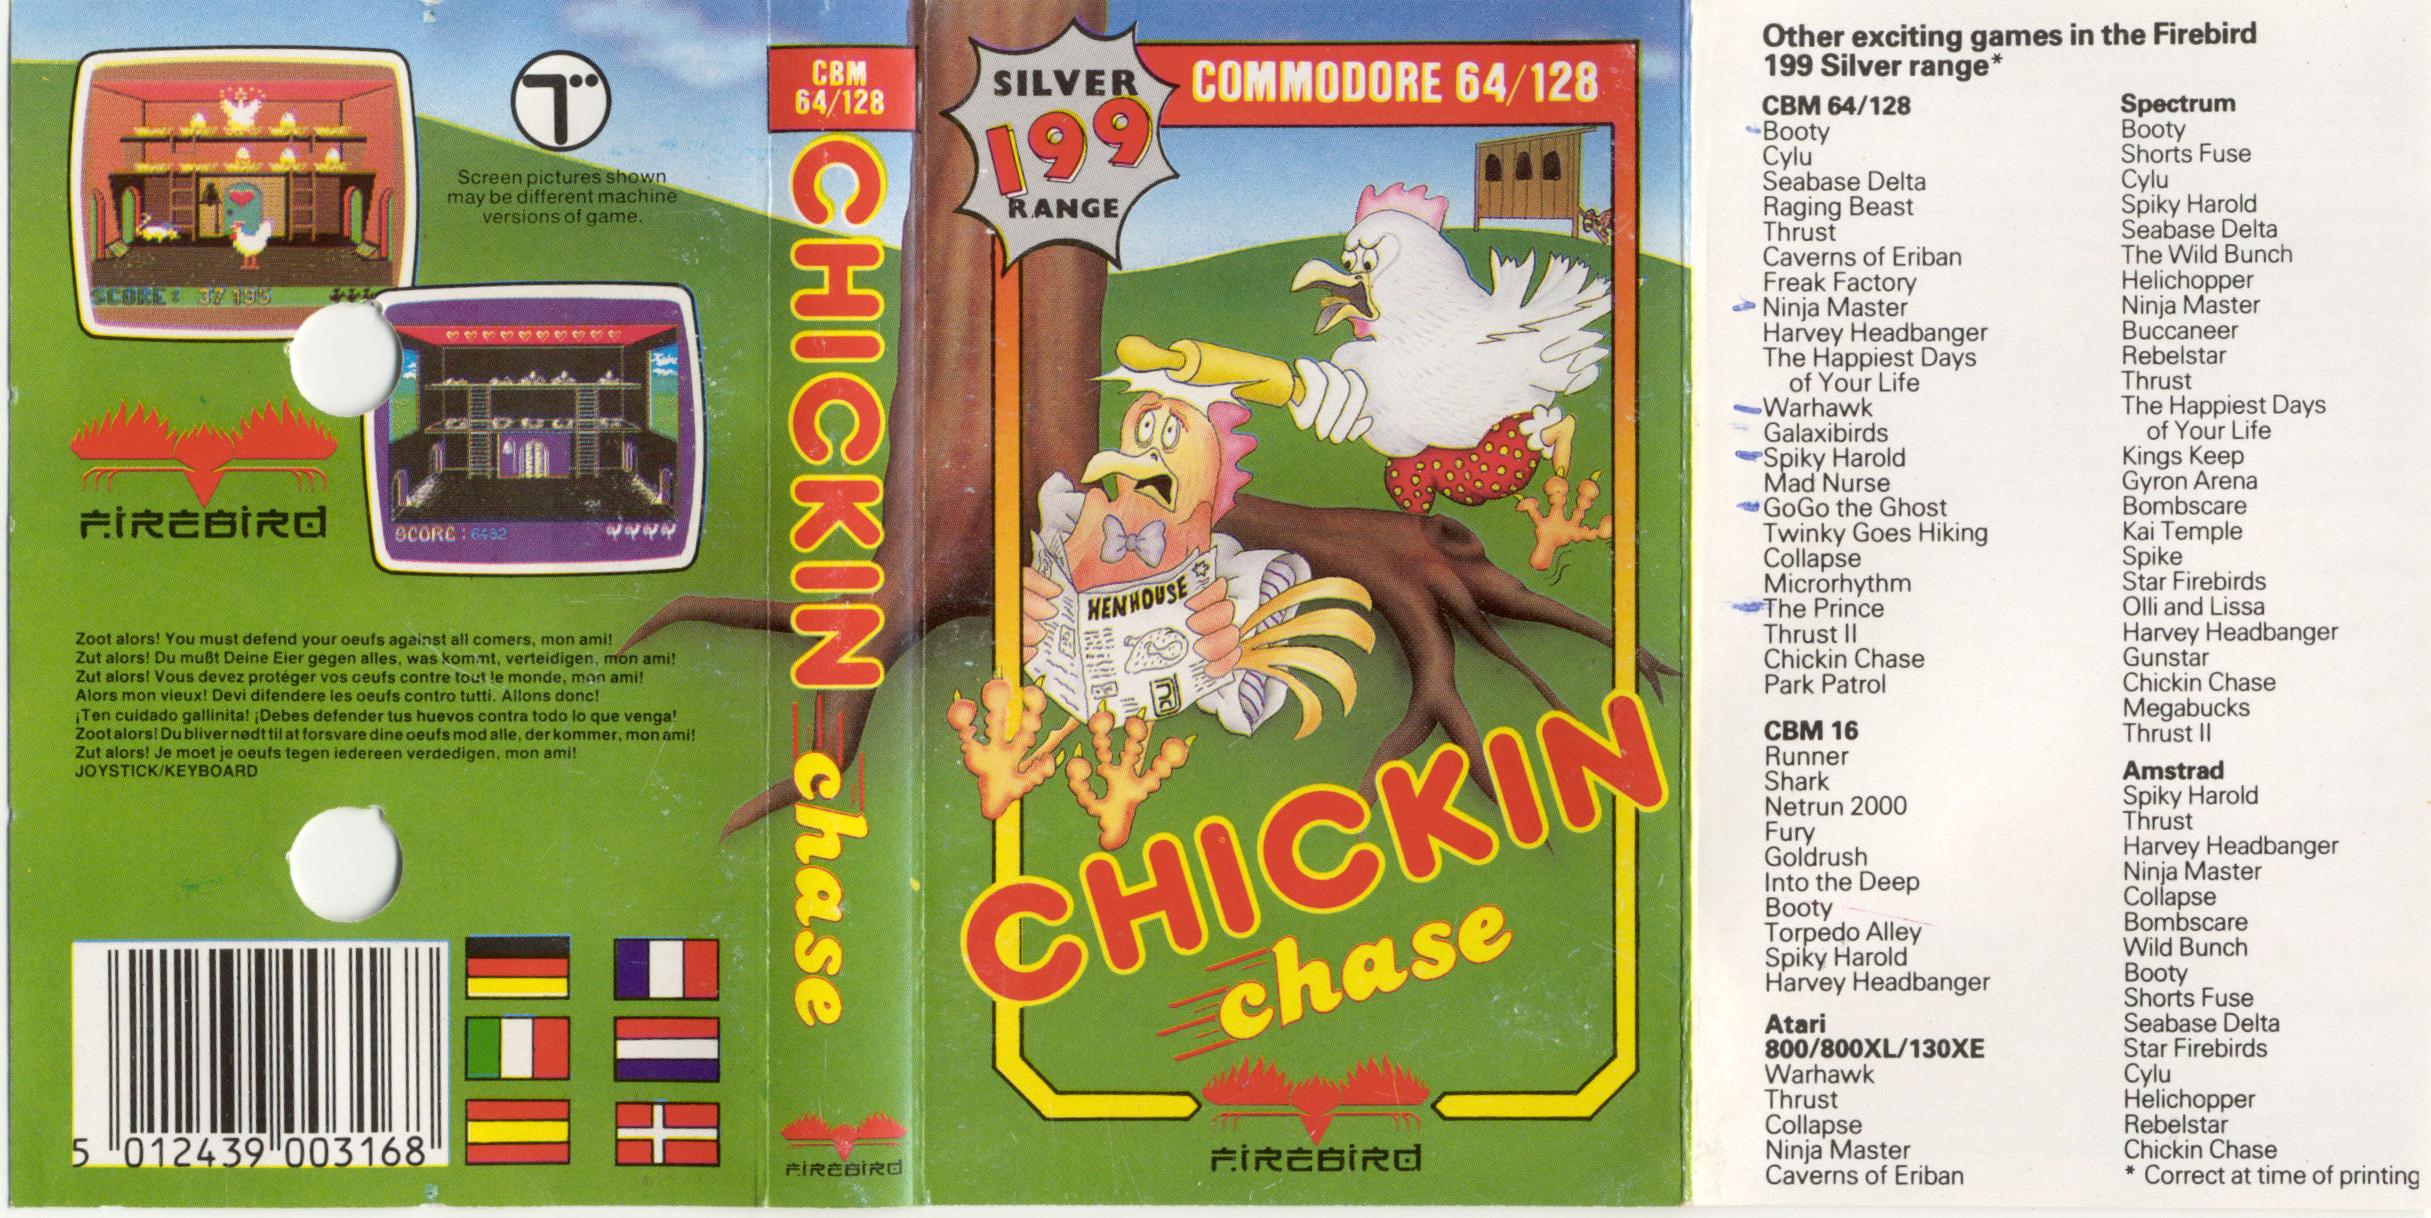 SCORE: 37195
T
Screen pictures shown
may be different machine
versions of game.
SCORE: 6492
FIREBIRD
Zoot alors! You must defend your oeufs against all comers, mon ami!
Zut alors! Du mußt Deine Eier gegen alles, was kommt, verteidigen, mon ami!
Zut alors! Vous devez protéger vos oeufs contre tout le monde, mon ami!
Alors mon vieux! Devi difendere les oeufs contro tutti. Allons donc!
¡Ten cuidado gallinita! ¡Debes defender tus huevos contra todo lo que venga!
Zoot alors! Du bliver nødt til at forsvare dine oeufs mod alle, der kommer, mon ami!
Zut alors! Je moet je oeufs tegen iedereen verdedigen, mon ami!
JOYSTICK/KEYBOARD
5 012439 003168
CBM
64/128
CHICKIN
chase
FIREBIRD
SILVER
199
RANGE
COMMODORE 64/128
HENHOUSE
CHICKIN
chase
FIREBIRD
Other exciting games in the Firebird
199 Silver range*
CBM 64/128
Booty
Cylu
Seabase Delta
Raging Beast
Thrust
Caverns of Eriban
Freak Factory
Ninja Master
Harvey Headbanger
The Happiest Days
of Your Life
Warhawk
Galaxibirds
Spiky Harold
Mad Nurse
GoGo the Ghost
Twinky Goes Hiking
Collapse
Microrhythm
The Prince
Thrust II
Chickin Chase
Park Patrol
CBM 16
Runner
Shark
Netrun 2000
Fury
Goldrush
Into the Deep
Booty
Torpedo Alley
Spiky Harold
Harvey Headbanger
Atari
800/800XL/130XE
Warhawk
Thrust
Collapse
Ninja Master
Caverns of Eriban
Spectrum
Booty
Shorts Fuse
Cylu
Spiky Harold
Seabase Delta
The Wild Bunch
Helichopper
Ninja Master
Buccaneer
Rebelstar
Thrust
The Happiest Days
of Your Life
Kings Keep
Gyron Arena
Bombscare
Kai Temple
Spike
Star Firebirds
Olli and Lissa
Harvey Headbanger
Gunstar
Chickin Chase
Megabucks
Thrust II
Amstrad
Spiky Harold
Thrust
Harvey Headbanger
Ninja Master
Collapse
Bombscare
Wild Bunch
Booty
Shorts Fuse
Seabase Delta
Star Firebirds
Cylu
Helichopper
Rebelstar
Chickin Chase
* Correct at time of printing